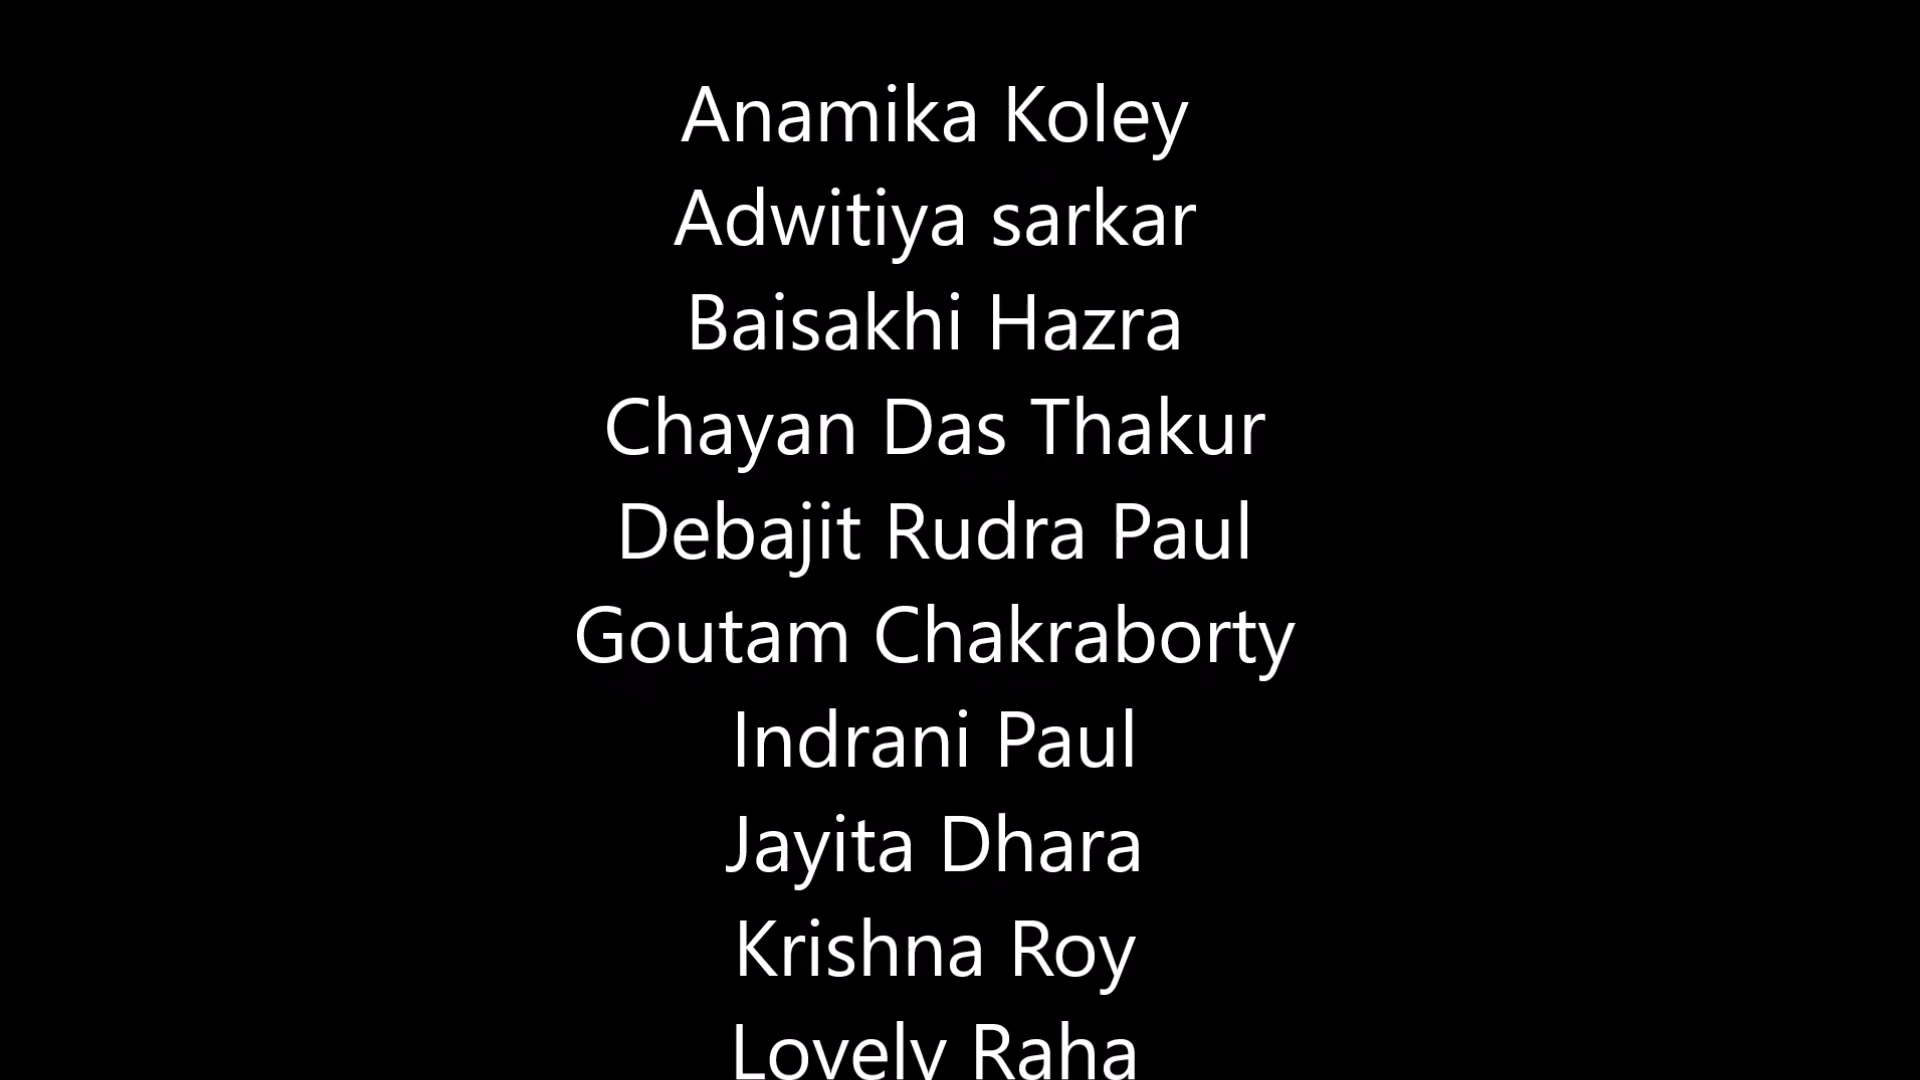 Anamika Koley
Adwitiya sarkar
Baisakhi Hazra
Chayan Das Thakur
Debajit Rudra Paul
Goutam Chakraborty
Indrani Paul
Jayita Dhara
Krishna Roy
Lovely Raha